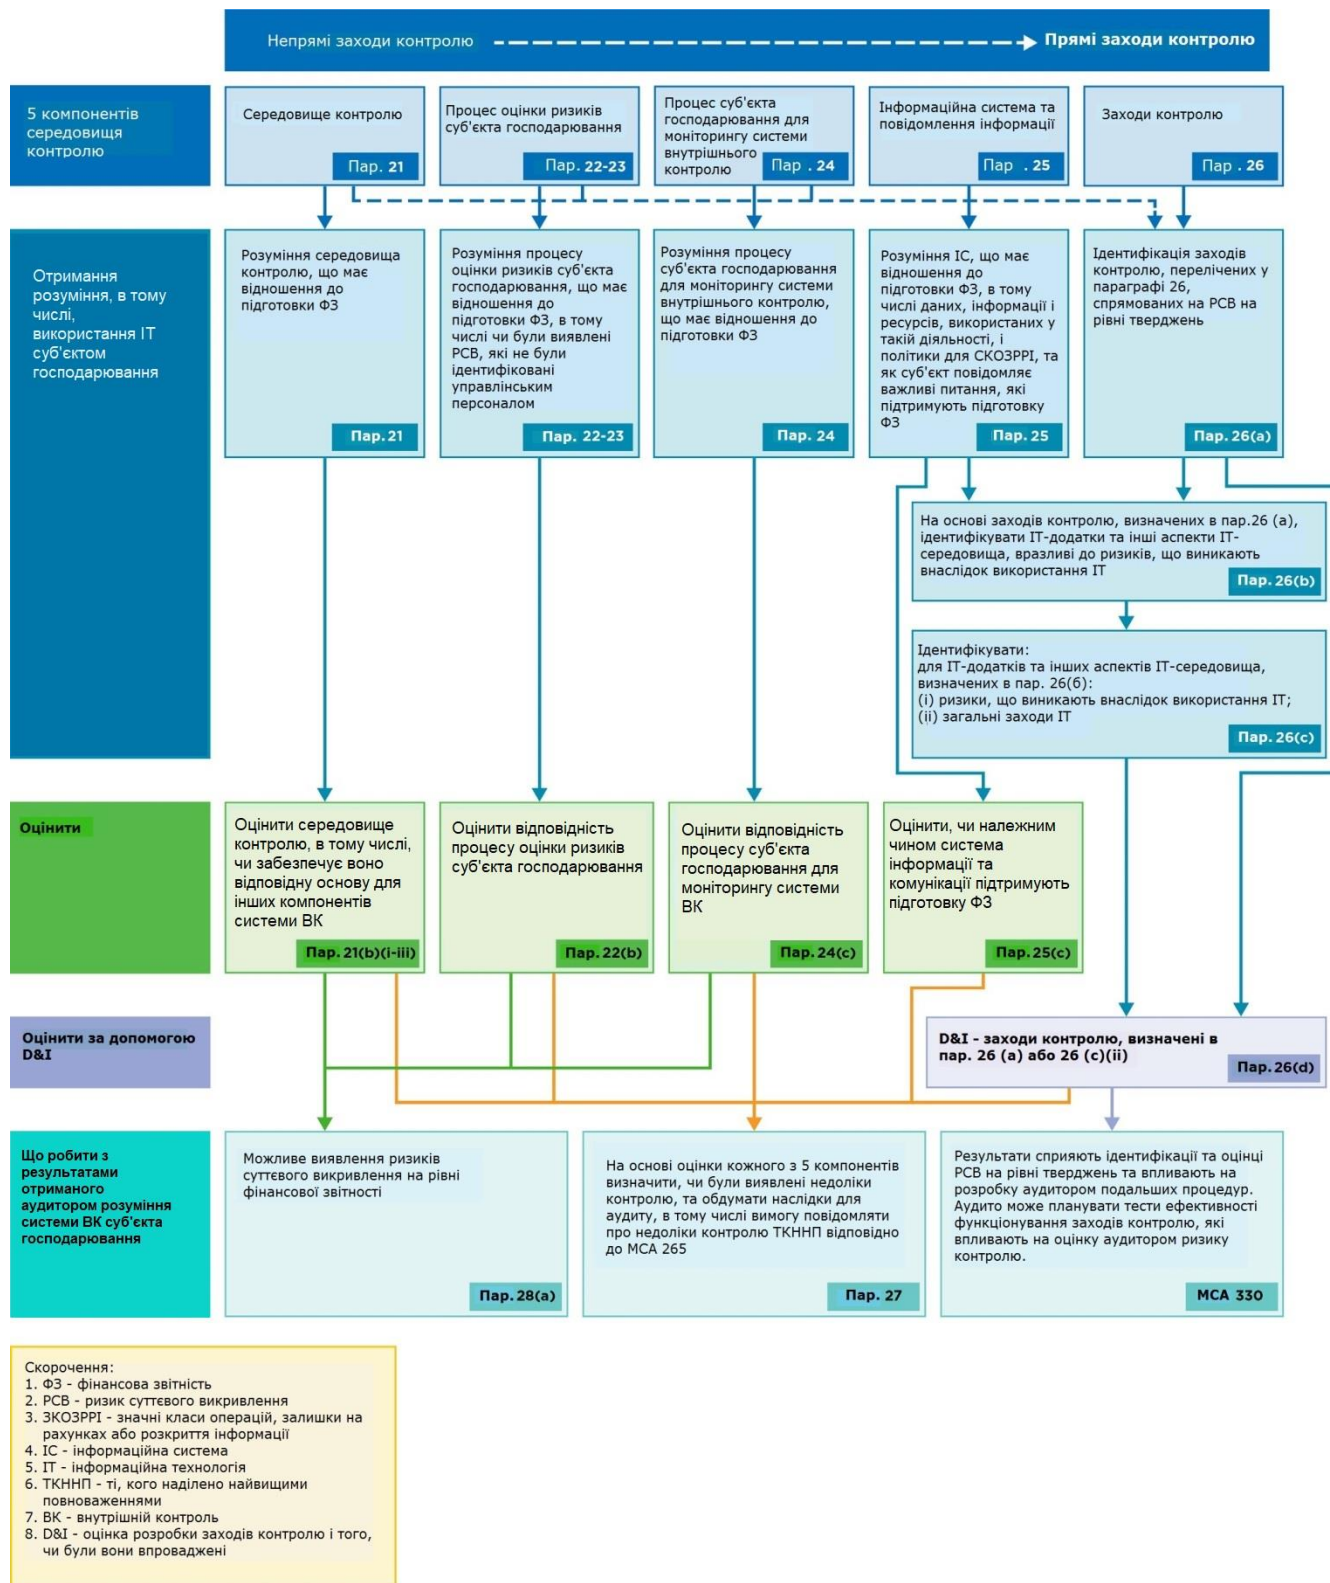 Непрямі заходи контролю
Прямі заходи контролю
5 компонентів
середовища
контролю
Середовище контролю
Пар. 21
Процес оцінки ризиків
суб'єкта господарювання
Пар. 22-23
Процес суб'єкта
господарювання для
моніторингу системи
внутрішнього
контролю
Пар . 24
Інформаційна система та
повідомлення інформації
Пар . 25
Заходи контролю
Пар . 26
Отримання
розуміння, в тому
числі,
використання ІТ
суб'єктом
господарювання
Розуміння середовища
контролю, що має
відношення до
підготовки ФЗ
Пар. 21
Розуміння процесу
оцінки ризиків суб'єкта
господарювання, що має
відношення до
підготовки ФЗ, в тому
числі чи були виявлені
РСВ, які не були
ідентифіковані
управлінським
персоналом
Пар. 22-23
Розуміння процесу
суб'єкта господарювання
для моніторингу системи
внутрішнього контролю,
що має відношення до
підготовки ФЗ
Пар. 24
Розуміння ІС, що має
відношення до
підготовки ФЗ, в тому
числі даних, інформації і
ресурсів, використаних у
такій діяльності, і
політики для СКОЗРРІ, та
як суб'єкт повідомляє
важливі питання, які
підтримують підготовку
ФЗ
Пар. 25
Ідентифікація заходів
контролю, перелічених у
параграфі 26,
спрямованих на РСВ на
рівні тверджень
Пар. 26(a)
На основі заходів контролю, визначених в пар.26 (а),
ідентифікувати ІТ-додатки та інші аспекти ІТ-
середовища, вразливі до ризиків, що виникають
внаслідок використання ІТ
Пар. 26(b)
Ідентифікувати:
для ІТ-додатків та інших аспектів ІТ-середовища,
визначених в пар. 26(б):
(i) ризики, що виникають внаслідок використання ІТ;
(ii) загальні заходи ІТ
Пар. 26(c)
Оцінити
Оцінити середовище
контролю, в тому числі,
чи забезпечує воно
відповідну основу для
інших компонентів
системи ВК
Пар. 21(b)(i-iii)
Оцінити відповідність
процесу оцінки ризиків
суб'єкта господарювання
Пар. 22(b)
Оцінити відповідність
процесу суб'єкта
господарювання для
моніторингу системи
ВК
Пар. 24(c)
Оцінити, чи належним
чином система
інформації та
комунікації підтримують
підготовку ФЗ
Пар. 25(c)
Оцінити за допомогою
D&I
D&I - заходи контролю, визначені в
пар. 26 (а) або 26 (c)(ii)
Пар. 26(d)
Що робити з
результатами
отриманого
аудитором розуміння
системи ВК суб'єкта
господарювання
Можливе виявлення ризиків
суттєвого викривлення на рівні
фінансової звітності
Пар. 28(a)
На основі оцінки кожного з 5 компонентів
визначити, чи були виявлені недоліки
контролю, та обдумати наслідки для
аудиту, в тому числі вимогу повідомляти
про недоліки контролю ТКННП відповідно
до МСА 265
Пар. 27
Результати сприяють ідентифікації та оцінці
РСВ на рівні тверджень та впливають на
розробку аудитором подальших процедур.
Аудито може планувати тести ефективності
функціонування заходів контролю, які
впливають на оцінку аудитором ризику
контролю.
МСА 330
Скорочення:
1. ФЗ - фінансова звітність
2. РСВ - ризик суттєвого викривлення
3. ЗКОЗРРІ - значні класи операцій, залишки на
рахунках або розкриття інформації
4. ІС - інформаційна система
5. ІТ - інформаційна технологія
6. ТКННП - ті, кого наділено найвищими
повноваженнями
7. ВК - внутрішній контроль
8. D&I - оцінка розробки заходів контролю і того,
чи були вони впроваджені